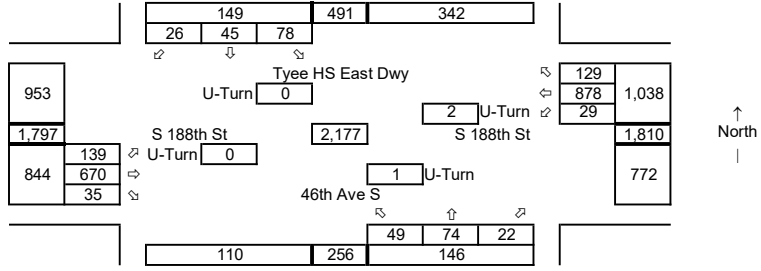 149 491 342
26 45 78
Tyee HS East Dwy
U-Turn 0
129
953 878 1,038
2 U-Turn 29
1,797 S 188th St 2,177 S 188th St 1,810
↑
North
|
139 U-Turn 0
844 670 1 U-Turn 772
35 46th Ave S
49 74 22
110 256 146